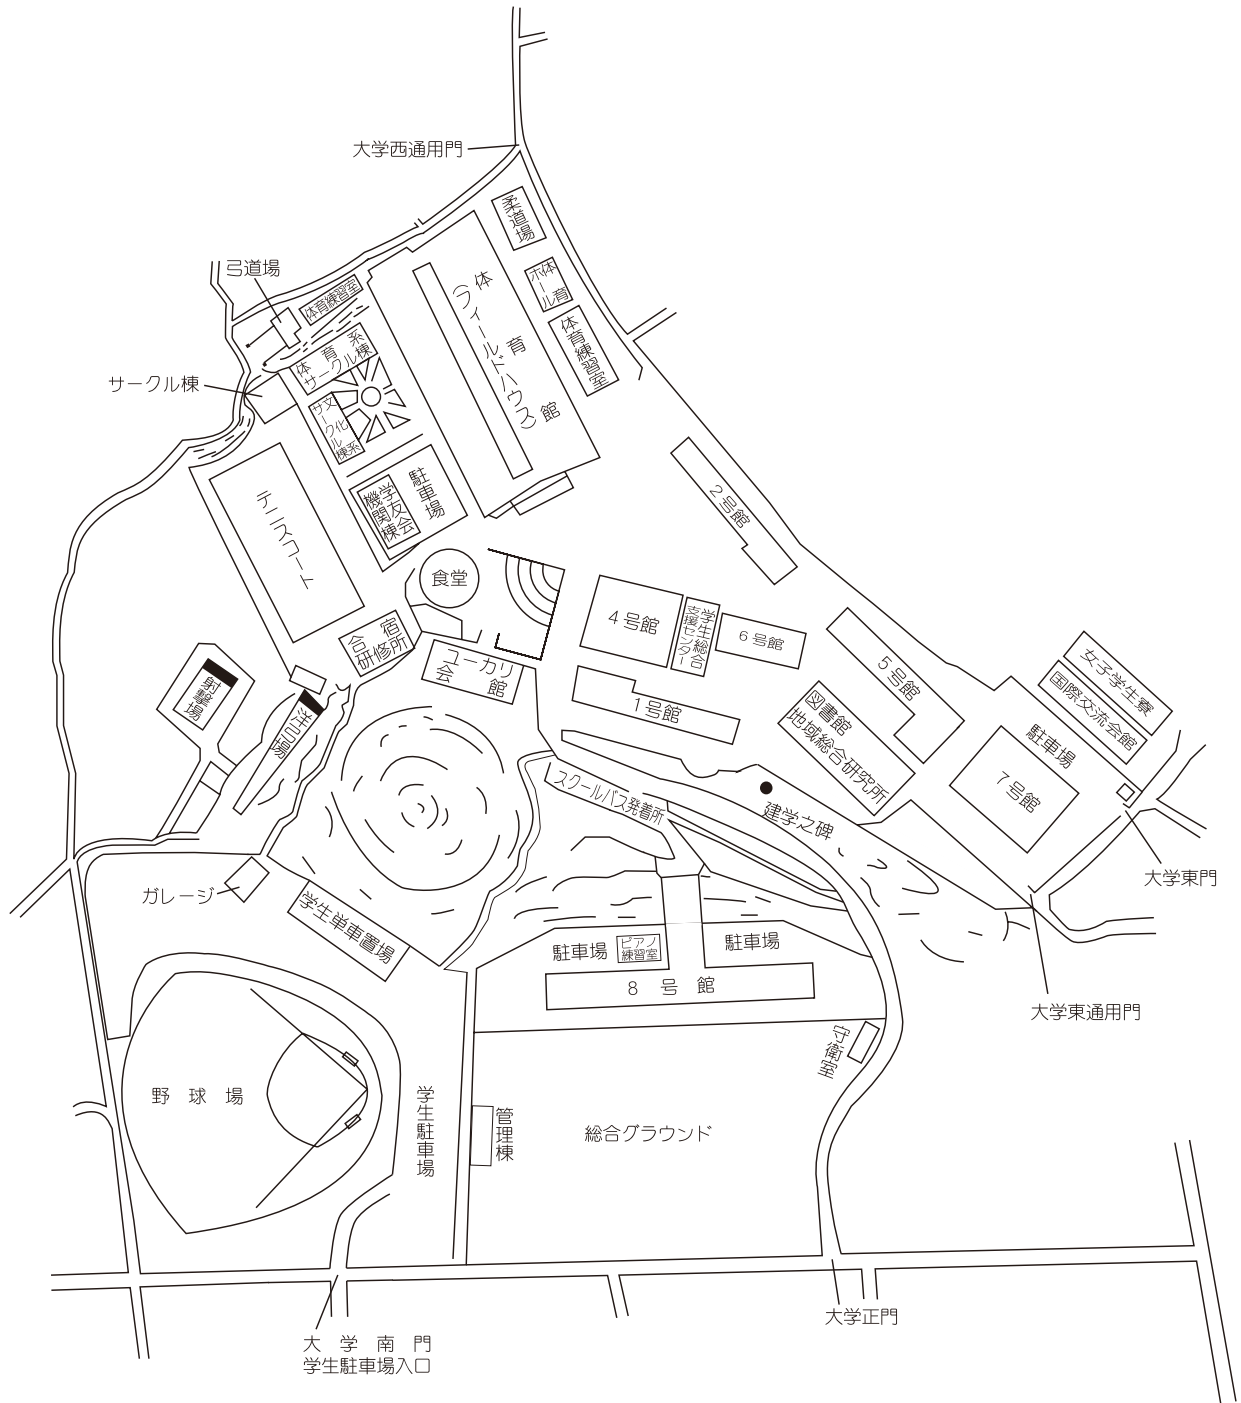 大学西通用門
柔道場
弓道場
体育練習室
体育
ホール
体育館
(フィールドハウス)
体育練習室
体育系
サークル棟
サークル棟
文化系
サークル棟
駐車場
学友会
機関棟
テニスコート
2号館
食堂
4号館
学生総合
支援センター
6号館
宿
合
研修所
ユーカリ
会館
5号館
女子学生寮
国際交流会館
射撃場
洋弓場
1号館
図書館
地域総合研究所
駐車場
7号館
スクールバス発着所
建学之碑
大学東門
ガレージ
学生単車置場
駐車場
ピアノ
練習室
駐車場
8号館
大学東通用門
守衛室
野球場
学生駐車場
管理棟
総合グラウンド
大学正門
大学南門
学生駐車場入口